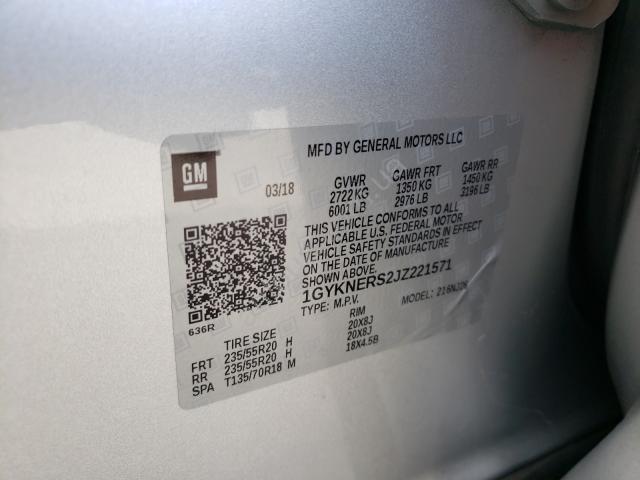 GM
MFD BY GENERAL MOTORS LLC
03/18
GVWR GAWR FRT GAWR RR
2722 KG 1350 KG 1450 KG
6001 LB 2976 LB 3196 LB
THIS VEHICLE CONFORMS TO ALL
APPLICABLE U.S. FEDERAL MOTOR
VEHICLE SAFETY STANDARDS IN EFFECT
ON THE DATE OF MANUFACTURE
SHOWN ABOVE.
1GYKNERS2JZ221571
TYPE: M.P.V. MODEL:
636R
TIRE SIZE RIM
FRT 235/55R20 H 20X8J
RR 235/55R20 H 20X8J
SPA T135/70R18 M 18X4.5B